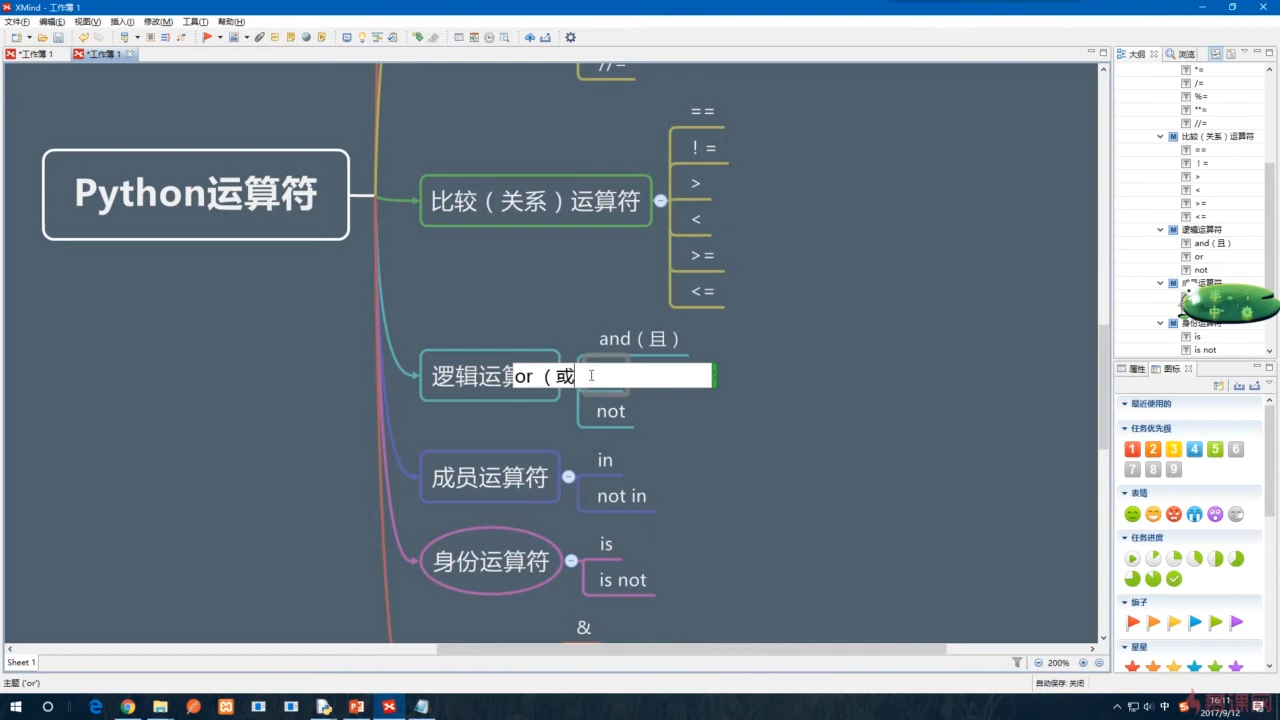 XMind - 工作簿 1
文件(F) 编辑(E) 视图(V) 插入(I) 修改(M) 工具(T) 帮助(H)
*工作簿 1
*工作簿 1
//=
==
!=
>
<
>=
<=
Python运算符
比较（关系）运算符
and（且）
逻辑运算
or（或
not
成员运算符
in
not in
身份运算符
is
is not
&
Sheet 1
200%
主题 ('or')
自动保存: 关闭
大纲
浏览
*=
/=
%=
**=
//=
比较（关系）运算符
==
!=
>
<
>=
<=
逻辑运算符
and（且）
or
not
中
身份运算符
is
is not
属性
图标
最近使用的
任务优先级
1 2 3 4 5 6
7 8 9
表情
任务进度
旗子
星星
中
16:11
2017/9/12